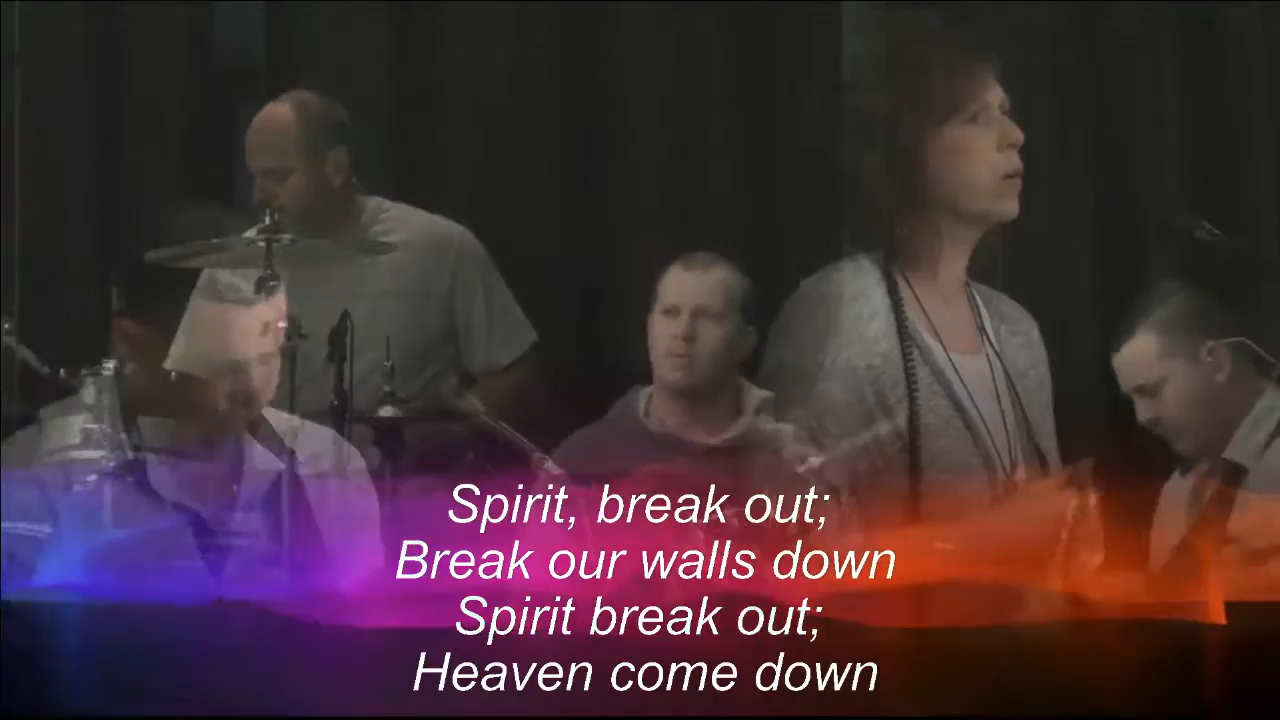 Spirit, break out;
Break our walls down
Spirit break out;
Heaven come down